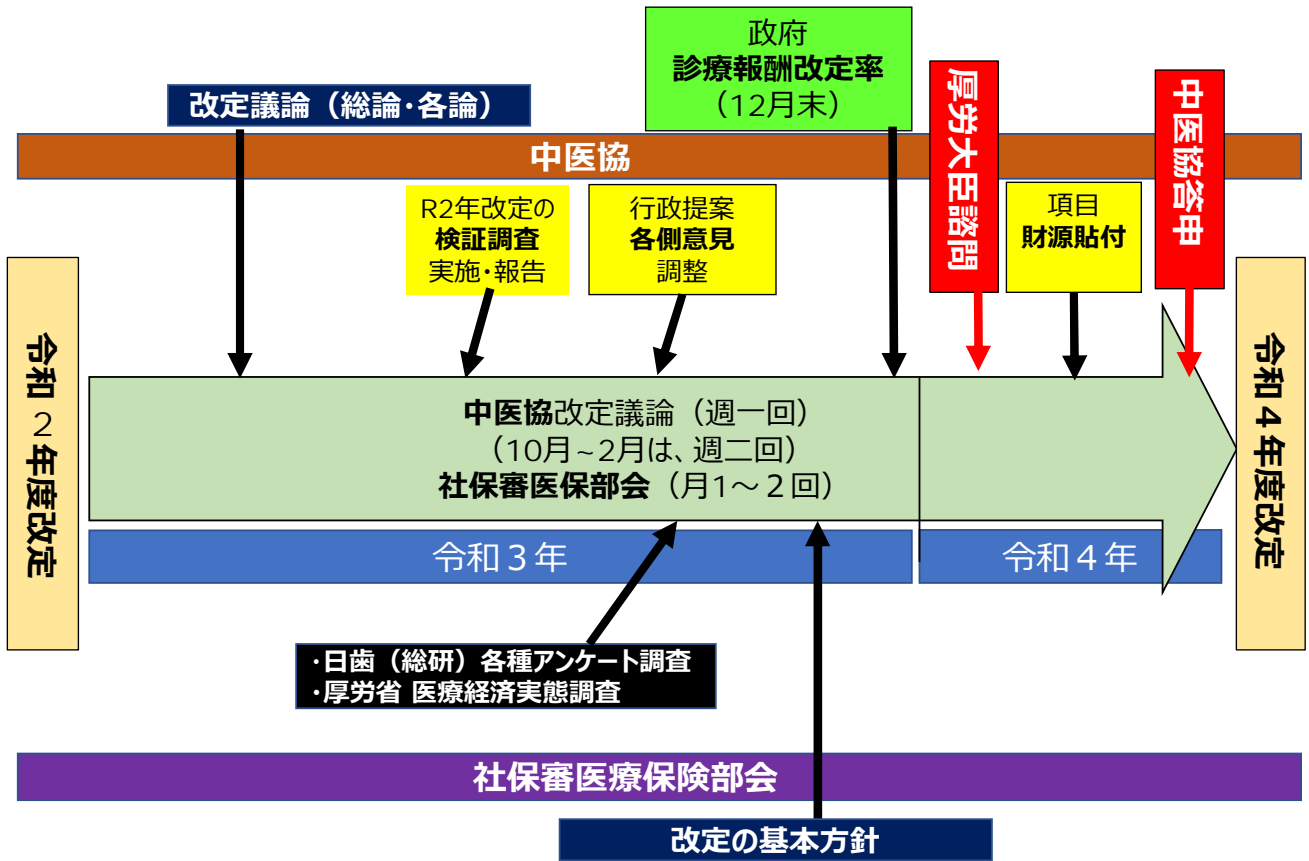 政府
診療報酬改定率
（12月末）
改定議論（総論･各論）
中医協
厚労大臣諮問
中医協答申
R2年改定の
検証調査
実施･報告
行政提案
各側意見
調整
項目
財源貼付
令和２年度改定
令和４年度改定
中医協改定議論（週一回）
（10月~2月は、週二回）
社保審医保部会（月1～２回）
令和３年
令和４年
･日歯（総研）各種アンケート調査
･厚労省 医療経済実態調査
社保審医療保険部会
改定の基本方針